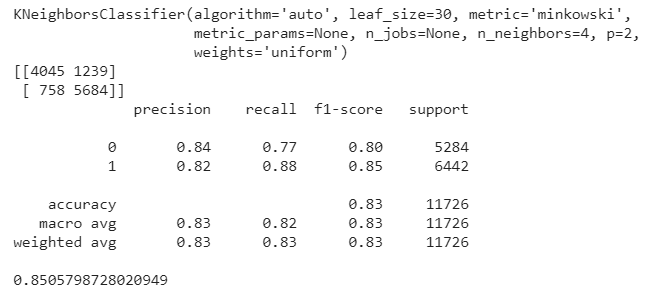 KNeighborsClassifier(algorithm='auto', leaf_size=30, metric='minkowski',
                     metric_params=None, n_jobs=None, n_neighbors=4, p=2,
                     weights='uniform')
[[4045 1239]
 [ 758 5684]]
              precision    recall  f1-score   support

           0       0.84      0.77      0.80      5284
           1       0.82      0.88      0.85      6442

    accuracy                           0.83     11726
   macro avg       0.83      0.82      0.83     11726
weighted avg       0.83      0.83      0.83     11726

0.8505798728020949